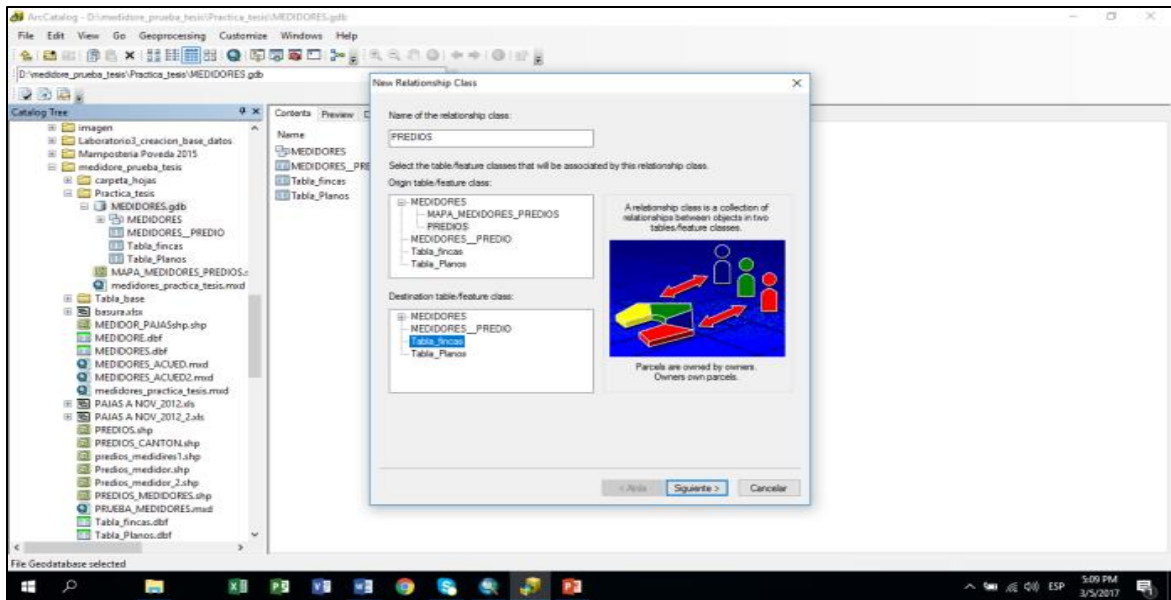 ArcCatalog - D:\medidore_prueba_tesis\Practica_tesis\MEDIDORES.gdb
File Edit View Go Geoprocessing Customize Windows Help
D:\medidore_prueba_tesis\Practica_tesis\MEDIDORES.gdb
Catalog Tree
imagen
Laboratorio3_creacion_base_datos
Mamposteria Poveda 2015
medidore_prueba_tesis
carpeta_hojas
Practica_tesis
MEDIDORES.gdb
MEDIDORES
MEDIDORES__PREDIO
Tabla_fincas
Tabla_Planos
MAPA_MEDIDORES_PREDIOS.s
medidores_practica_tesis.mxd
Tabla_base
basura.xlsx
MEDIDOR_PAJASshp.shp
MEDIDORE.dbf
MEDIDORES.dbf
MEDIDORES_ACUED.mxd
MEDIDORES_ACUED2.mxd
medidores_practica_tesis.mxd
PAJAS A NOV_2012.xls
PAJAS A NOV_2012_2.xls
PREDIOS.shp
PREDIOS_CANTON.shp
predios_medidires1.shp
Predios_medidor.shp
Predios_medidor_2.shp
PREDIOS_MEDIDORES.shp
PRUEBA_MEDIDORES.mxd
Tabla_fincas.dbf
Tabla_Planos.dbf
Contents Preview D
Name
MEDIDORES
MEDIDORES__PRE
Tabla_fincas
Tabla_Planos
New Relationship Class
Name of the relationship class:
PREDIOS
Select the table/feature classes that will be associated by this relationship class.
Origin table/feature class:
MEDIDORES
MAPA_MEDIDORES_PREDIOS
PREDIOS
MEDIDORES__PREDIO
Tabla_fincas
Tabla_Planos
Destination table/feature class:
MEDIDORES
MEDIDORES__PREDIO
Tabla_fincas
Tabla_Planos
A relationship class is a collection of
relationships between objects in two
tables/feature classes.
Parcels are owned by owners.
Owners own parcels.
< Atrás Siguiente > Cancelar
File Geodatabase selected
ESP
5:09 PM
3/5/2017